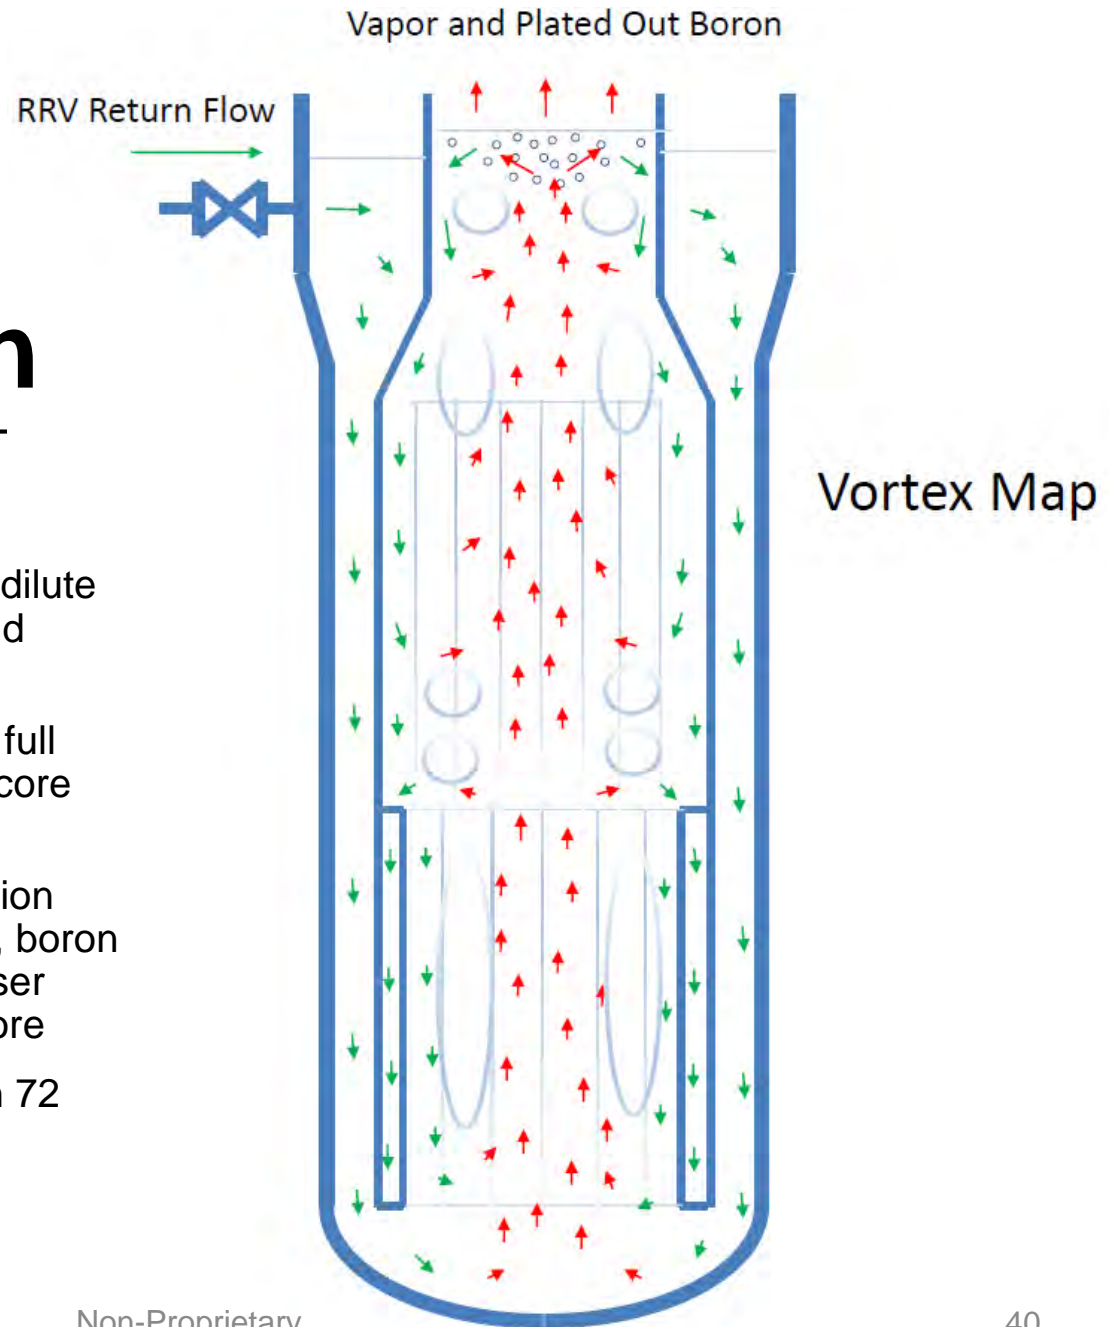 Vapor and Plated Out Boron
RRV Return Flow
n
Vortex Map
dilute
d
full
core
ion
, boron
ser
ore
n 72
Non-Proprietary
40